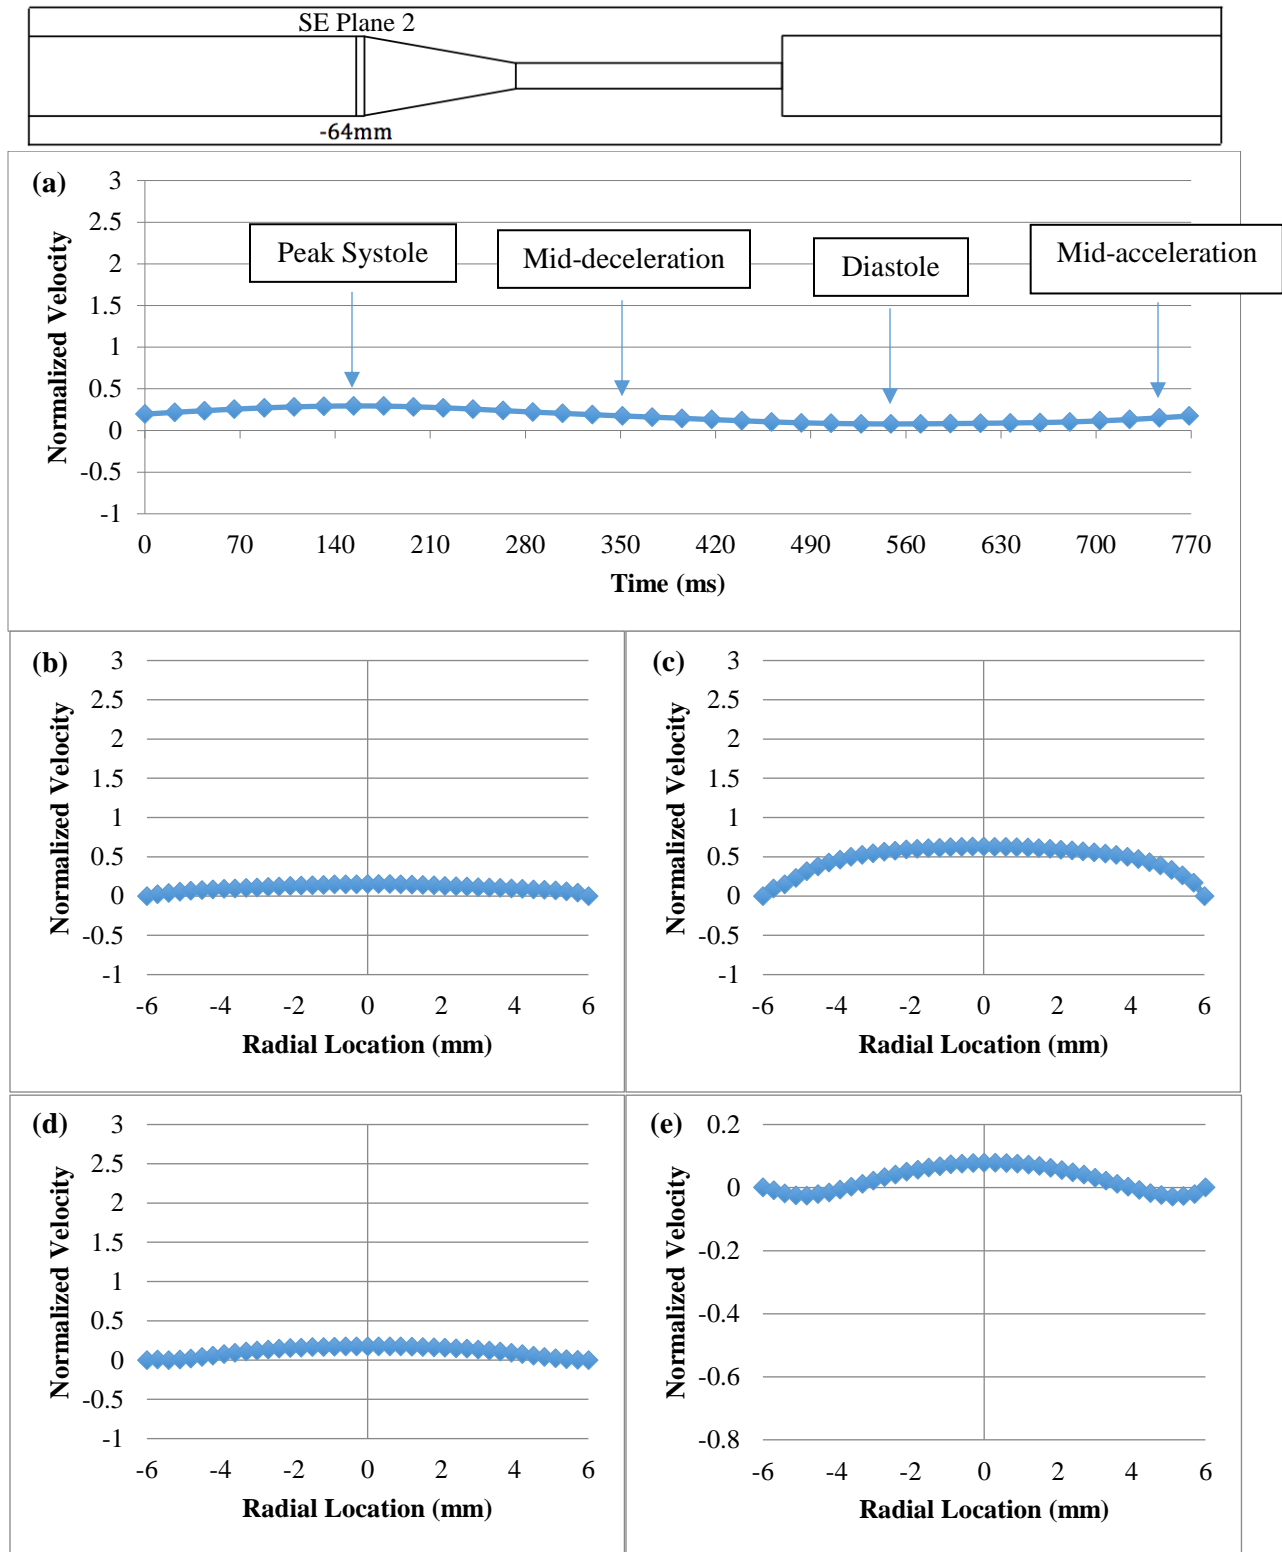 SE Plane 2
-64mm
(a)
3
2.5
2
1.5
1
0.5
0
-0.5
-1
Normalized Velocity
Peak Systole
Mid-deceleration
Diastole
Mid-acceleration
0 70 140 210 280 350 420 490 560 630 700 770
Time (ms)
(b)
3
2.5
2
1.5
1
0.5
0
-0.5
-1
Normalized Velocity
-6 -4 -2 0 2 4 6
Radial Location (mm)
(c)
3
2.5
2
1.5
1
0.5
0
-0.5
-1
Normalized Velocity
-6 -4 -2 0 2 4 6
Radial Location (mm)
(d)
3
2.5
2
1.5
1
0.5
0
-0.5
-1
Normalized Velocity
-6 -4 -2 0 2 4 6
Radial Location (mm)
(e)
0.2
0
-0.2
-0.4
-0.6
-0.8
Normalized Velocity
-6 -4 -2 0 2 4 6
Radial Location (mm)